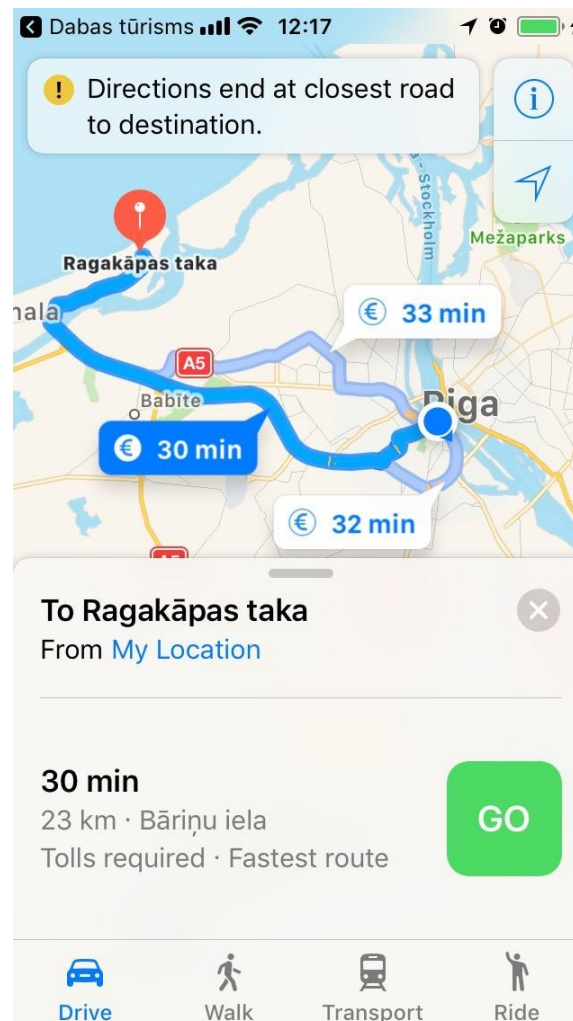 Dabas tūrisms 12:17
! Directions end at closest road
to destination.
i
- Stockholm
Mežaparks
Ragakāpas taka
nala
€ 33 min
A5
Babīte
Rīga
€ 30 min
€ 32 min
To Ragakāpas taka
From My Location
30 min
23 km · Bāriņu iela
Tolls required · Fastest route
GO
Drive Walk Transport Ride